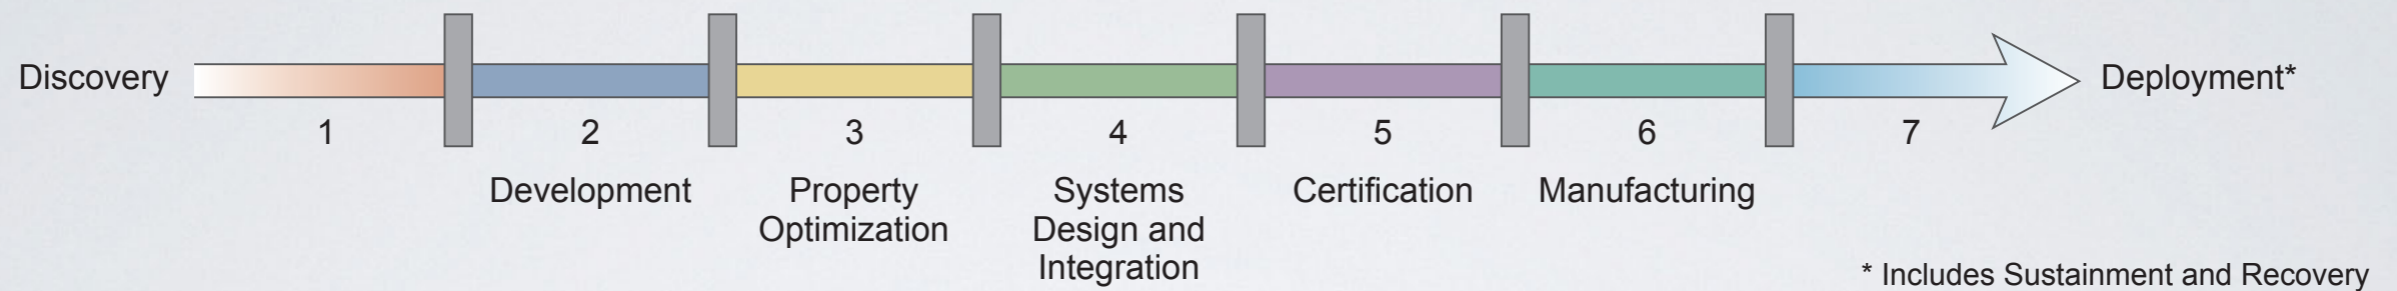 Discovery
Deployment*
1
2
3
4
5
6
7
Development
Property
Optimization
Systems
Design and
Integration
Certification
Manufacturing
* Includes Sustainment and Recovery